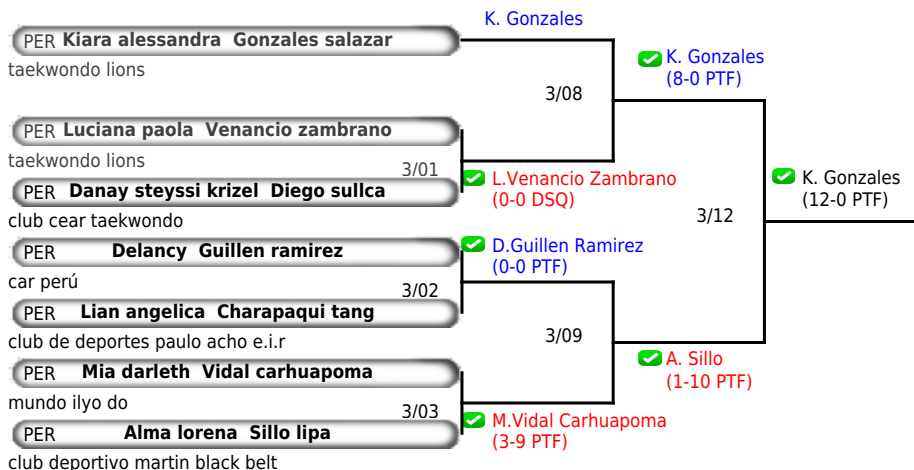 K. Gonzales
PER Kiara alessandra Gonzales salazar
taekwondo lions
K. Gonzales
(8-0 PTF)
3/08
PER Luciana paola Venancio zambrano
taekwondo lions
3/01
PER Danay steyssi krizel Diego sullca
club cear taekwondo
L.Venancio Zambrano
(0-0 DSQ)
K. Gonzales
(12-0 PTF)
3/12
PER Delancy Guillen ramirez
car perú
D.Guillen Ramirez
(0-0 PTF)
3/02
PER Lian angelica Charapaqui tang
club de deportes paulo acho e.i.r
3/09
PER Mia darleth Vidal carhuapoma
mundo ilyo do
A. Sillo
(1-10 PTF)
3/03
PER Alma lorena Sillo lipa
club deportivo martin black belt
M.Vidal Carhuapoma
(3-9 PTF)